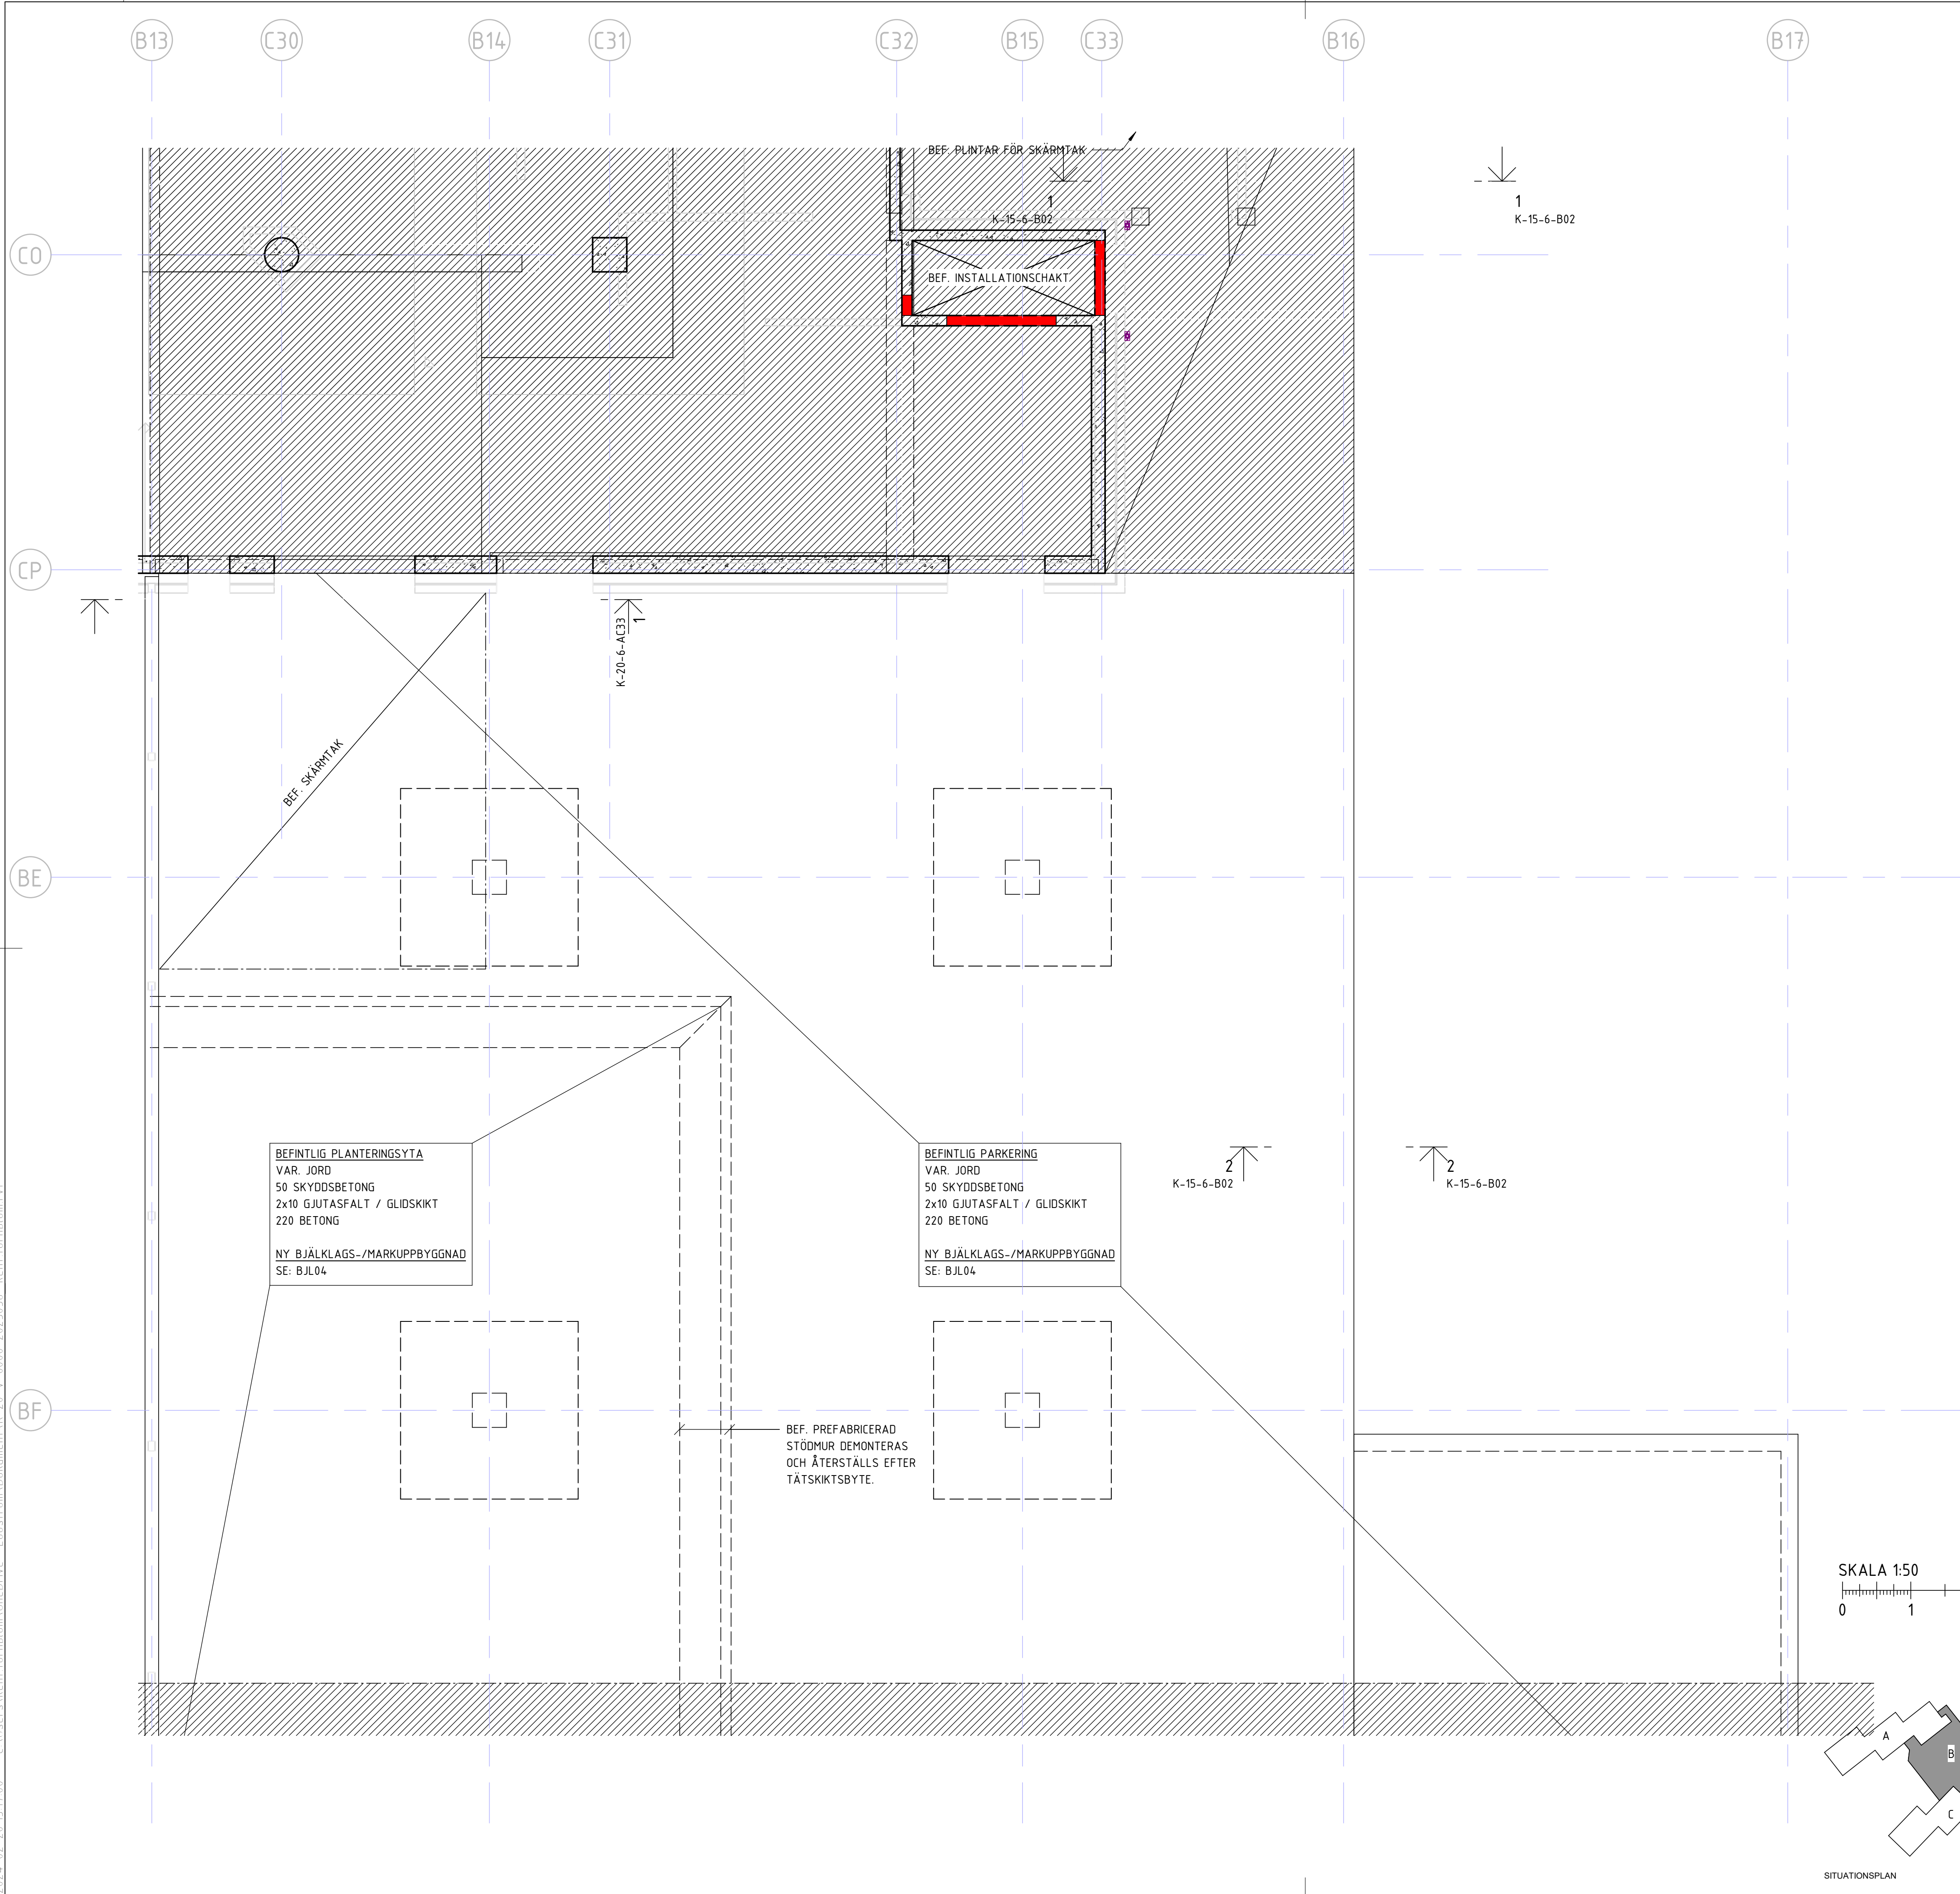 B13 C30 B14 C31 C32 B15 C33 B16 B17
BEF. PLINTAR FÖR SKÄRMTAK
1
K-15-6-B02
1
K-15-6-B02
CO
BEF. INSTALLATIONSCHAKT
CP
1
K-20-6-AC33
BEF. SKÄRMTAK
BE
BEFINTLIG PLANTERINGSYTA
VAR. JORD
50 SKYDDSBETONG
2x10 GJUTASFALT / GLIDSKIKT
220 BETONG
NY BJÄLKLAGS-/MARKUPPBYGGNAD
SE: BJL04
BEFINTLIG PARKERING
VAR. JORD
50 SKYDDSBETONG
2x10 GJUTASFALT / GLIDSKIKT
220 BETONG
NY BJÄLKLAGS-/MARKUPPBYGGNAD
SE: BJL04
2
K-15-6-B02
2
K-15-6-B02
BF
BEF. PREFABRICERAD
STÖDMUR DEMONTERAS
OCH ÅTERSTÄLLS EFTER
TÄTSKIKTSBYTE.
SKALA 1:50
0 1
A
B
C
SITUATIONSPLAN